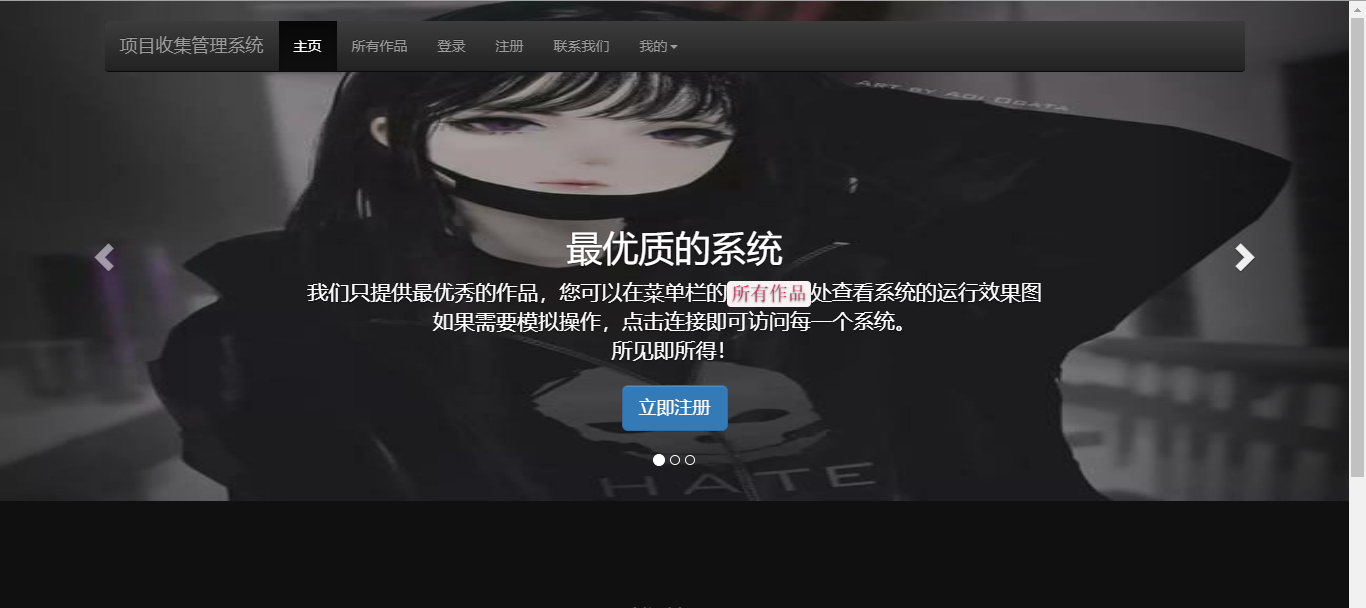 项目收集管理系统 主页 所有作品 登录 注册 联系我们 我的
ART BY AOI OGATA
最优质的系统
我们只提供最优秀的作品，您可以在菜单栏的所有作品处查看系统的运行效果图
如果需要模拟操作，点击连接即可访问每一个系统。
所见即所得！
立即注册
HATE